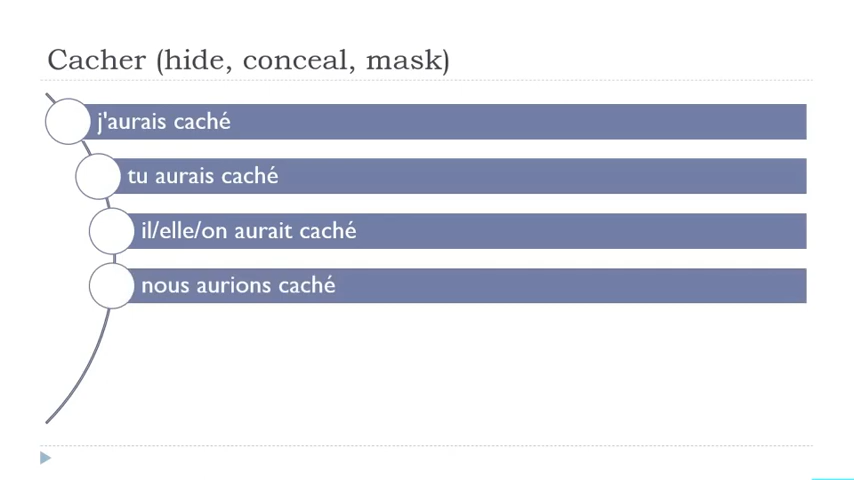 Cacher (hide, conceal, mask)
j'aurais caché
tu aurais caché
il/elle/on aurait caché
nous aurions caché